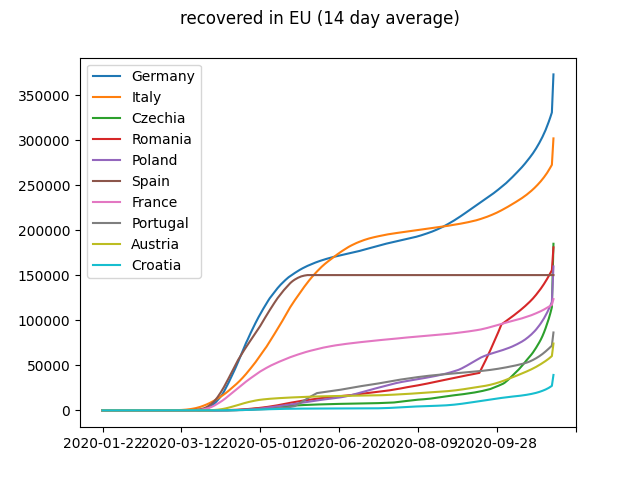 recovered in EU (14 day average)
350000
300000
250000
200000
150000
100000
50000
0
Germany
Italy
Czechia
Romania
Poland
Spain
France
Portugal
Austria
Croatia
2020-01-22 2020-03-12 2020-05-01 2020-06-20 2020-08-09 2020-09-28